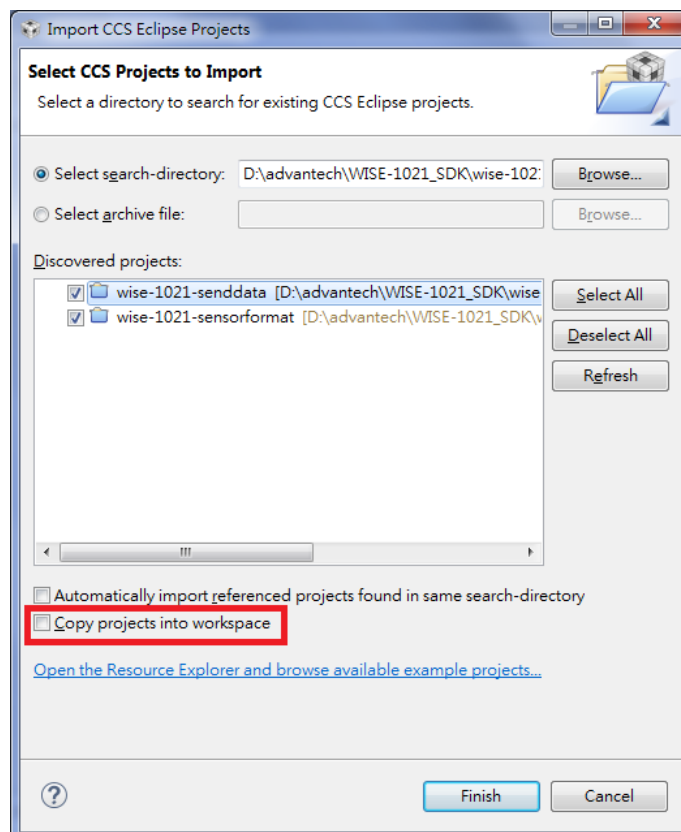 Import CCS Eclipse Projects
Select CCS Projects to Import
Select a directory to search for existing CCS Eclipse projects.
Select search-directory: D:\advantech\WISE-1021_SDK\wise-102 Browse...
Select archive file: Browse...
Discovered projects:
wise-1021-senddata [D:\advantech\WISE-1021_SDK\wise Select All
wise-1021-sensorformat [D:\advantech\WISE-1021_SDK\w
Deselect All
Refresh
Automatically import referenced projects found in same search-directory
Copy projects into workspace
Open the Resource Explorer and browse available example projects...
? Finish Cancel